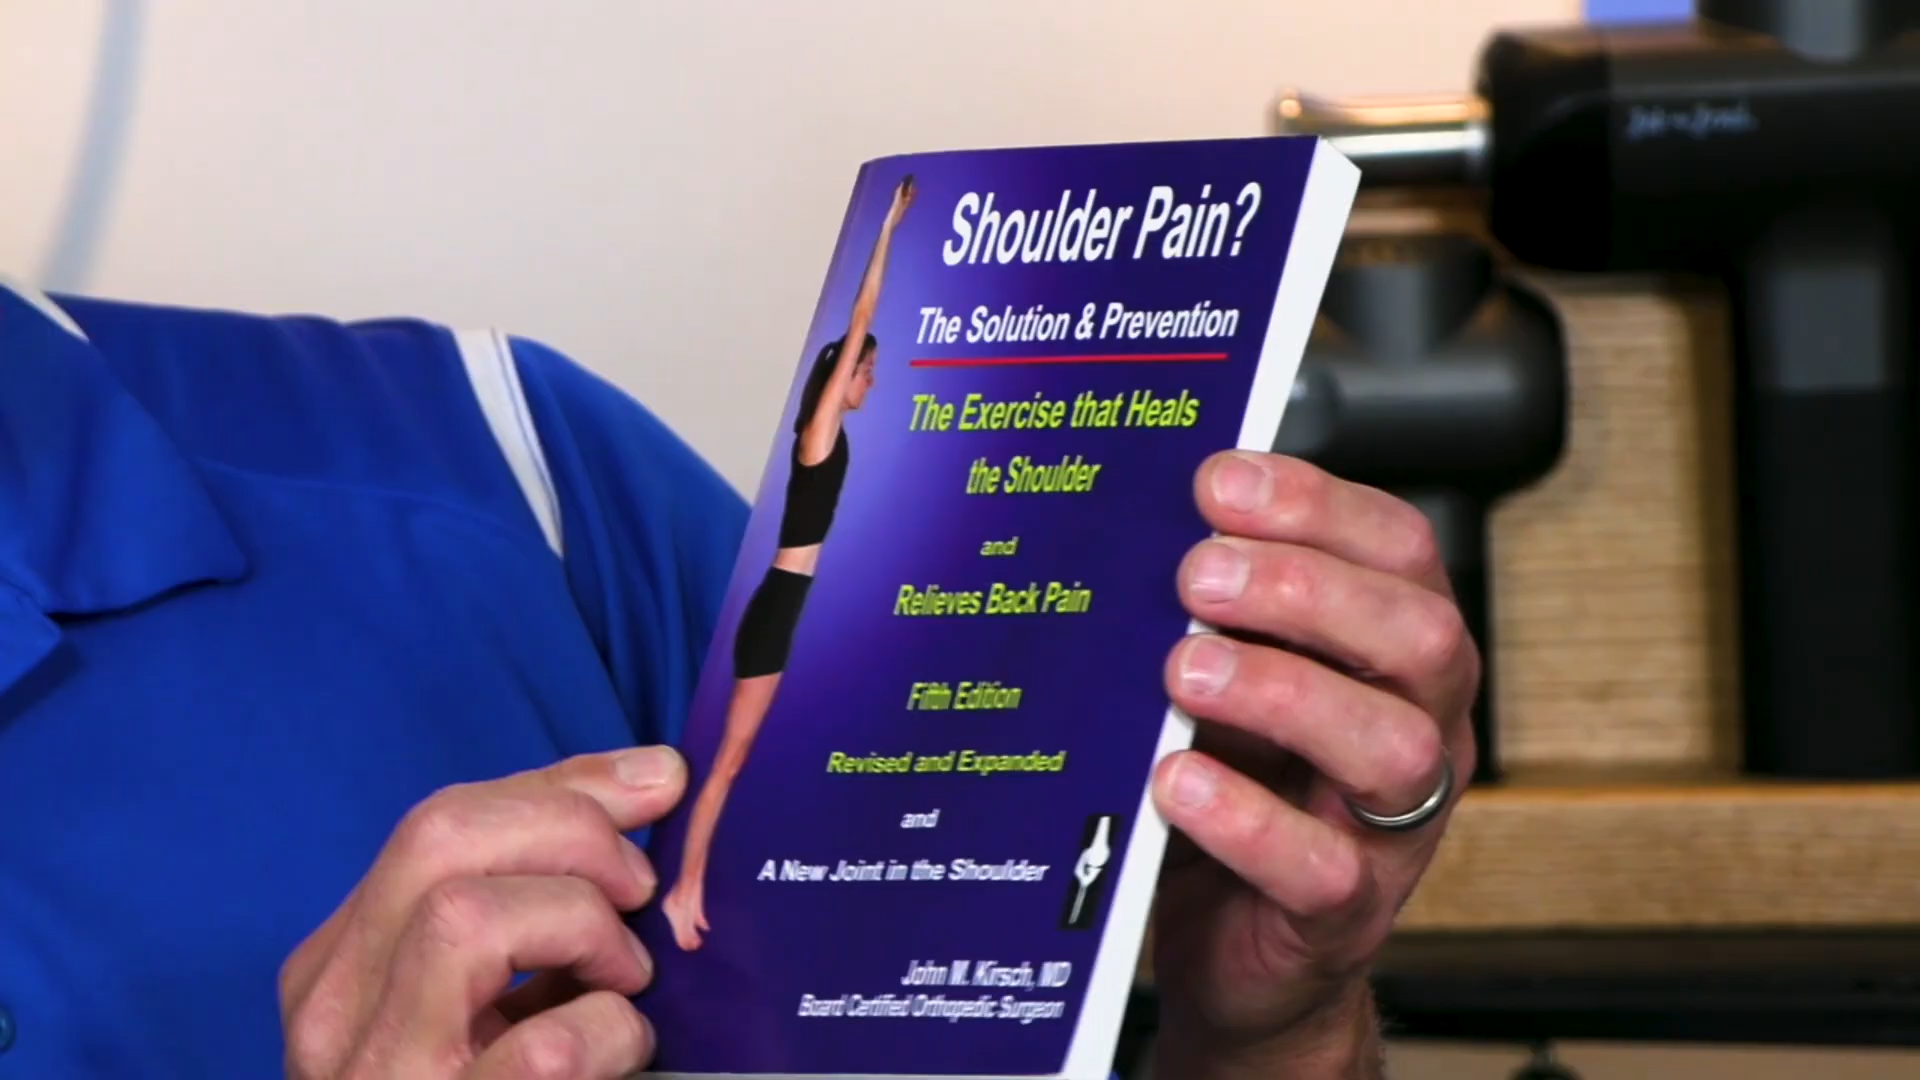 Shoulder Pain?
The Solution & Prevention
The Exercise that Heals
the Shoulder
and
Relieves Back Pain
Fifth Edition
Revised and Expanded
and
A New Joint in the Shoulder
John M. Kirsch, MD
Board Certified Orthopedic Surgeon